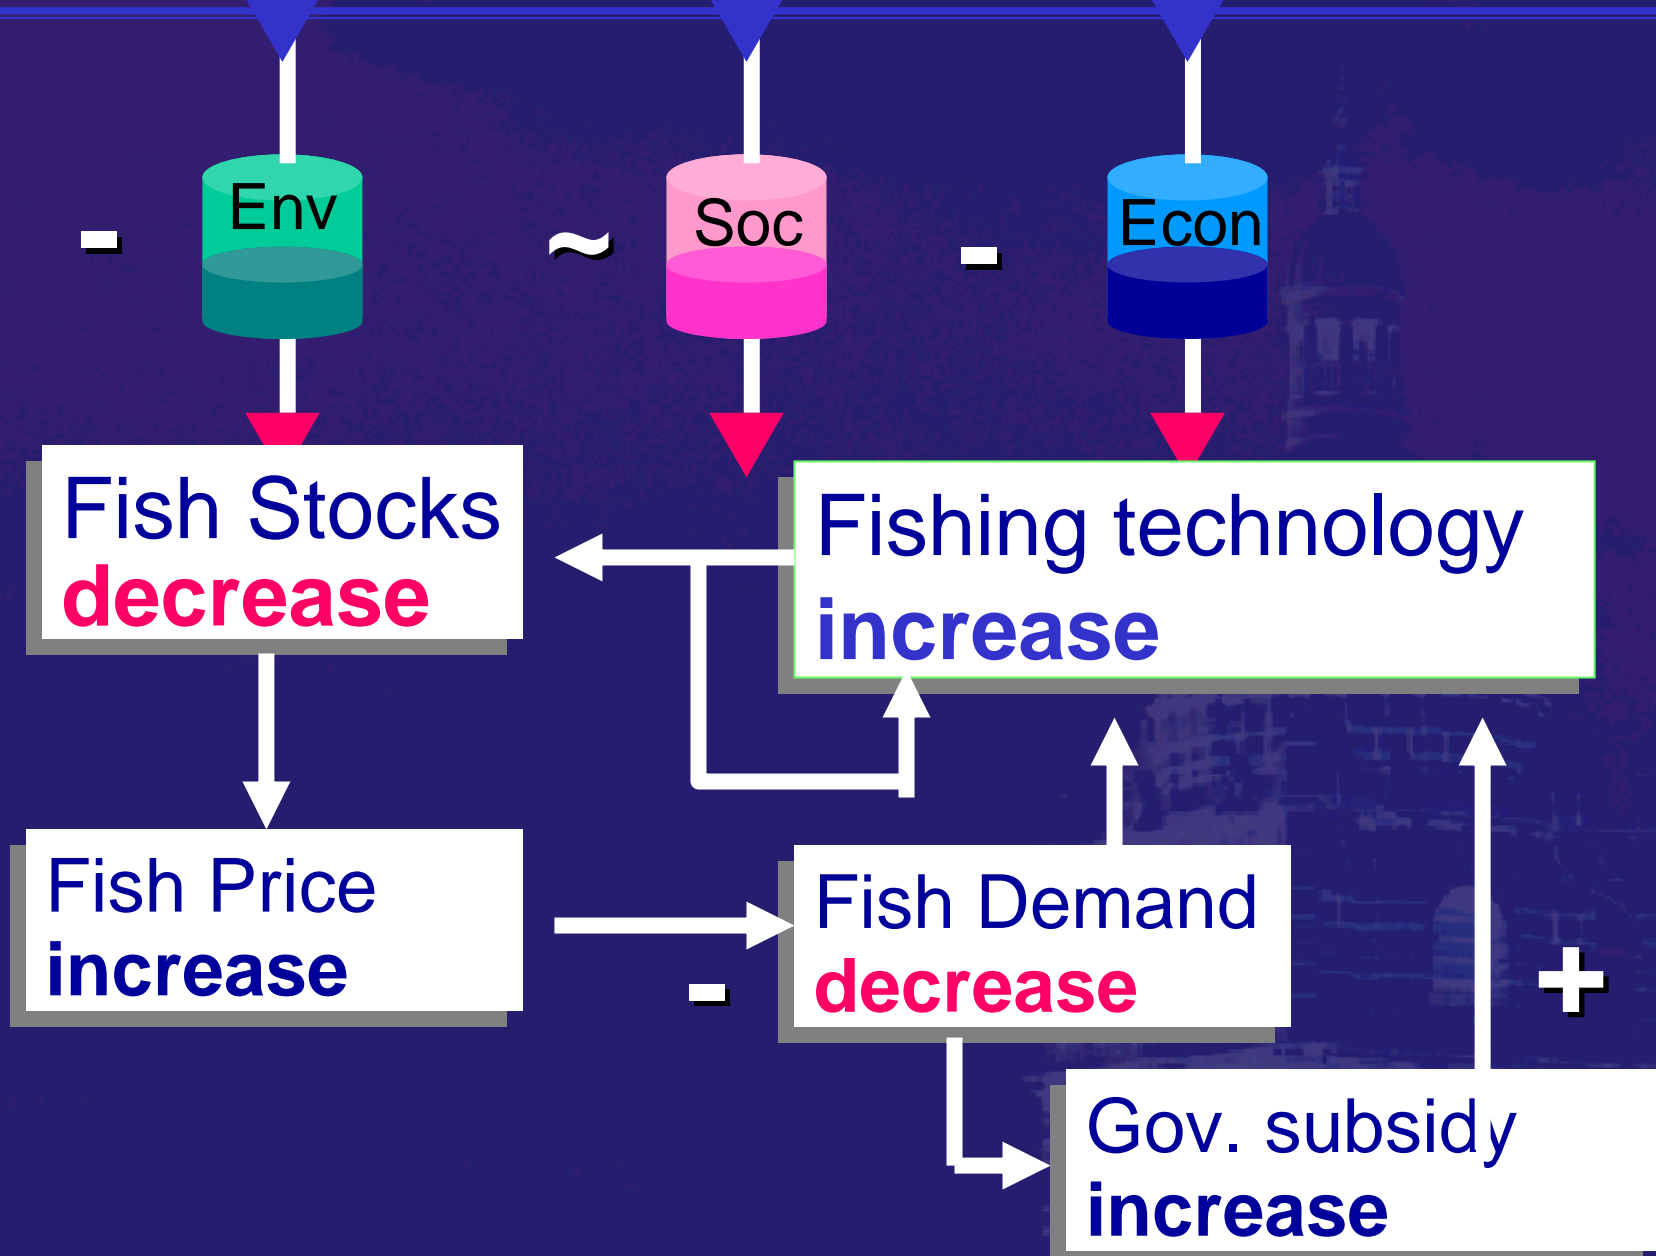 Env
Soc
Econ
-
~
-
Fish Stocks
decrease
Fishing technology
increase
Fish Price
increase
-
Fish Demand
decrease
+
Gov. subsidy
increase